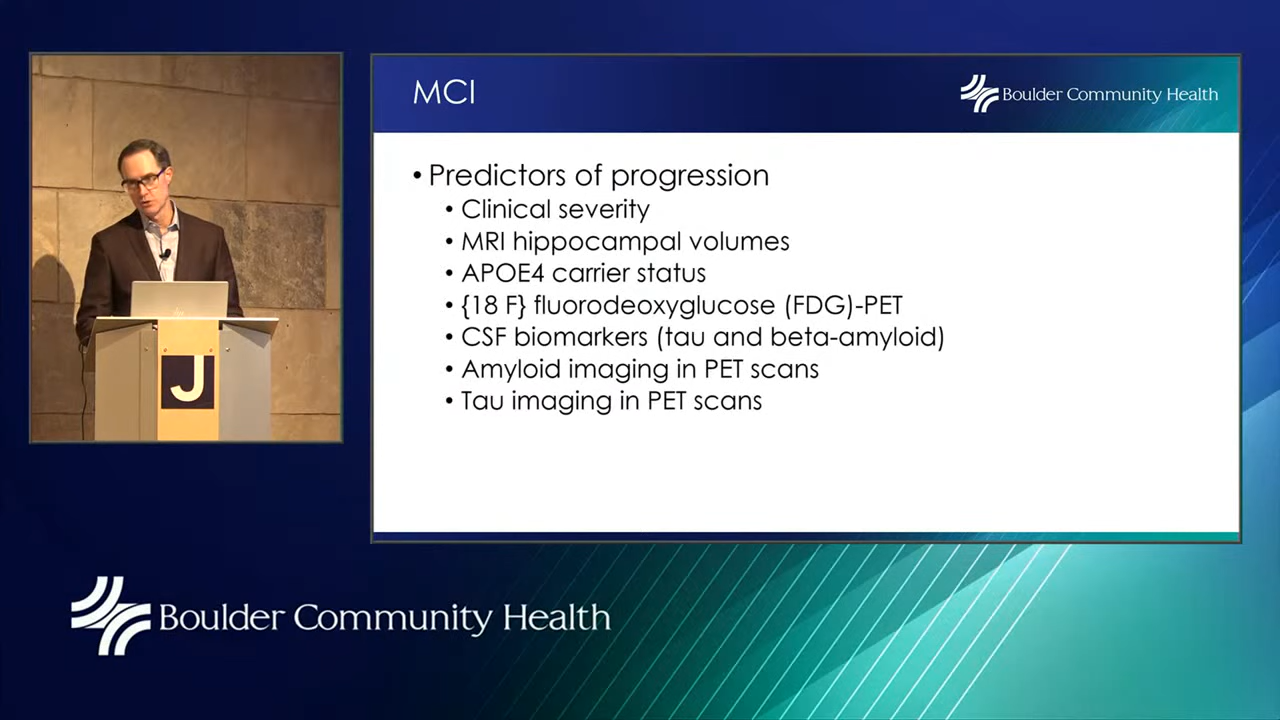 MCI
Boulder Community Health
• Predictors of progression
• Clinical severity
• MRI hippocampal volumes
• APOE4 carrier status
• {18 F} fluorodeoxyglucose (FDG)-PET
• CSF biomarkers (tau and beta-amyloid)
• Amyloid imaging in PET scans
• Tau imaging in PET scans
J
Boulder Community Health